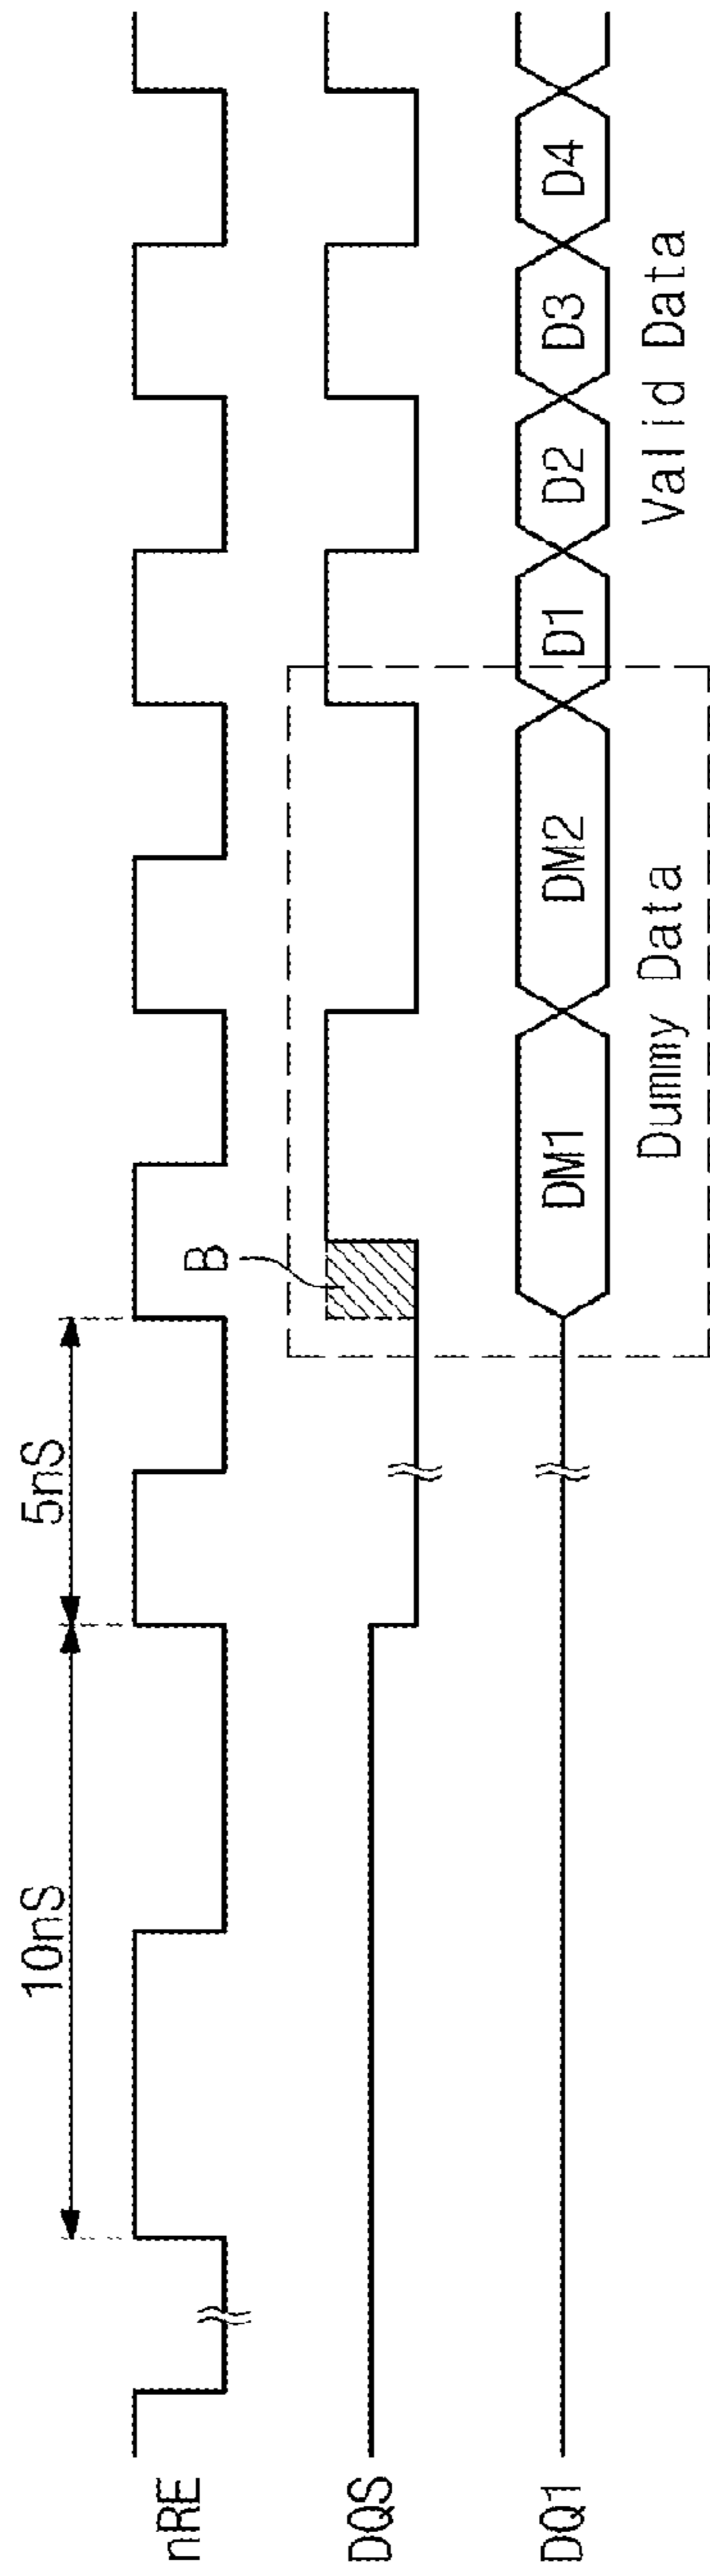 10nS
5nS
nRE
B
DQS
DQ1
DM1
DM2
D1
D2
D3
D4
Dummy Data
Valid Data